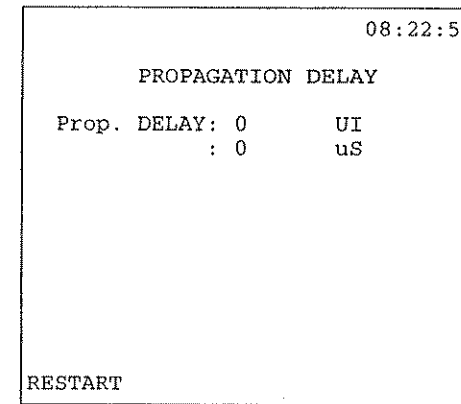 08:22:5
PROPAGATION DELAY
Prop. DELAY: 0 UI
: 0 uS
RESTART